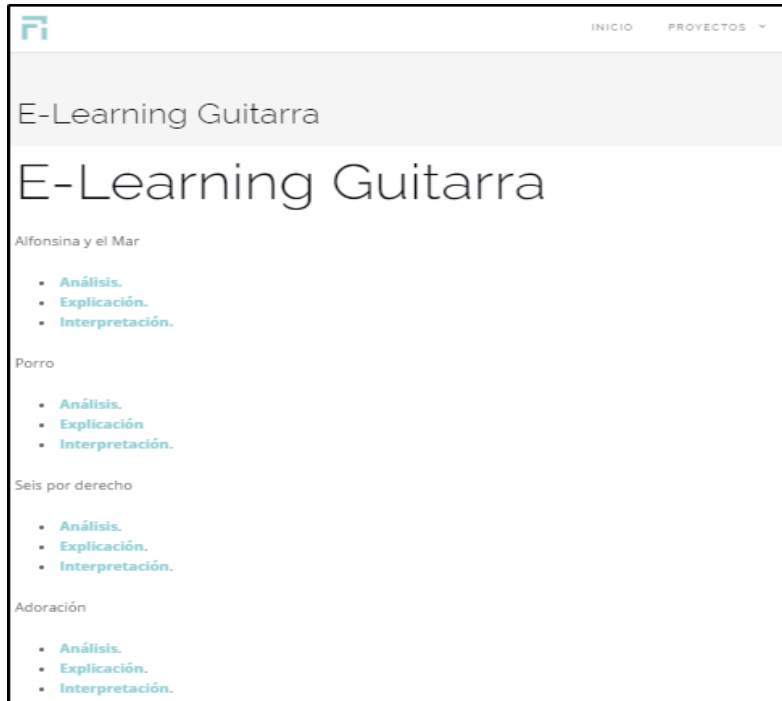 INICIO PROYECTOS
E-Learning Guitarra
E-Learning Guitarra
Alfonsina y el Mar
Análisis.
Explicación.
Interpretación.
Porro
Análisis.
Explicación
Interpretación.
Seis por derecho
Análisis.
Explicación.
Interpretación.
Adoración
Análisis.
Explicación.
Interpretación.